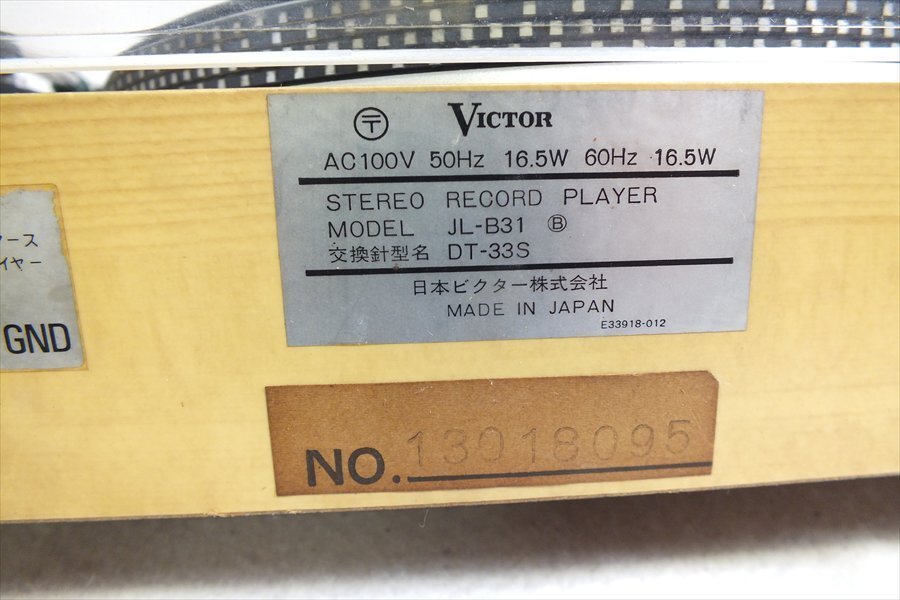 〒 VICTOR
AC100V 50Hz 16.5W 60Hz 16.5W
STEREO RECORD PLAYER
MODEL JL-B31 Ⓑ
交換針型名 DT-33S
日本ビクター株式会社
MADE IN JAPAN
E33918-012
アース
イヤー
GND
NO.13018095